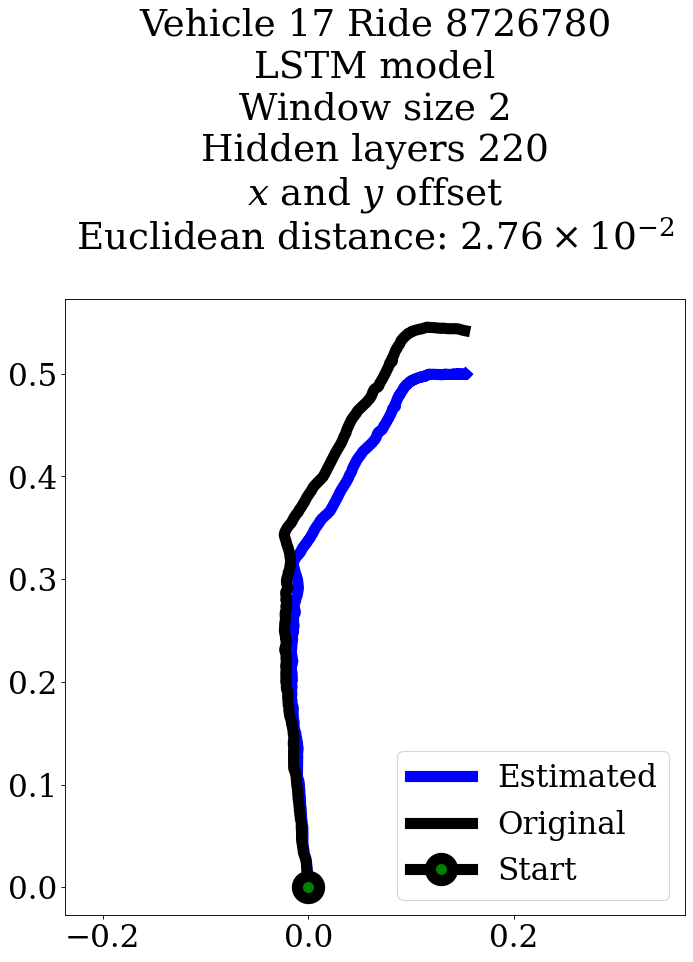 Vehicle 17 Ride 8726780
LSTM model
Window size 2
Hidden layers 220
x and y offset
Euclidean distance: 2.76 × 10⁻²
0.5
0.4
0.3
0.2
0.1
0.0
Estimated
Original
Start
−0.2 0.0 0.2